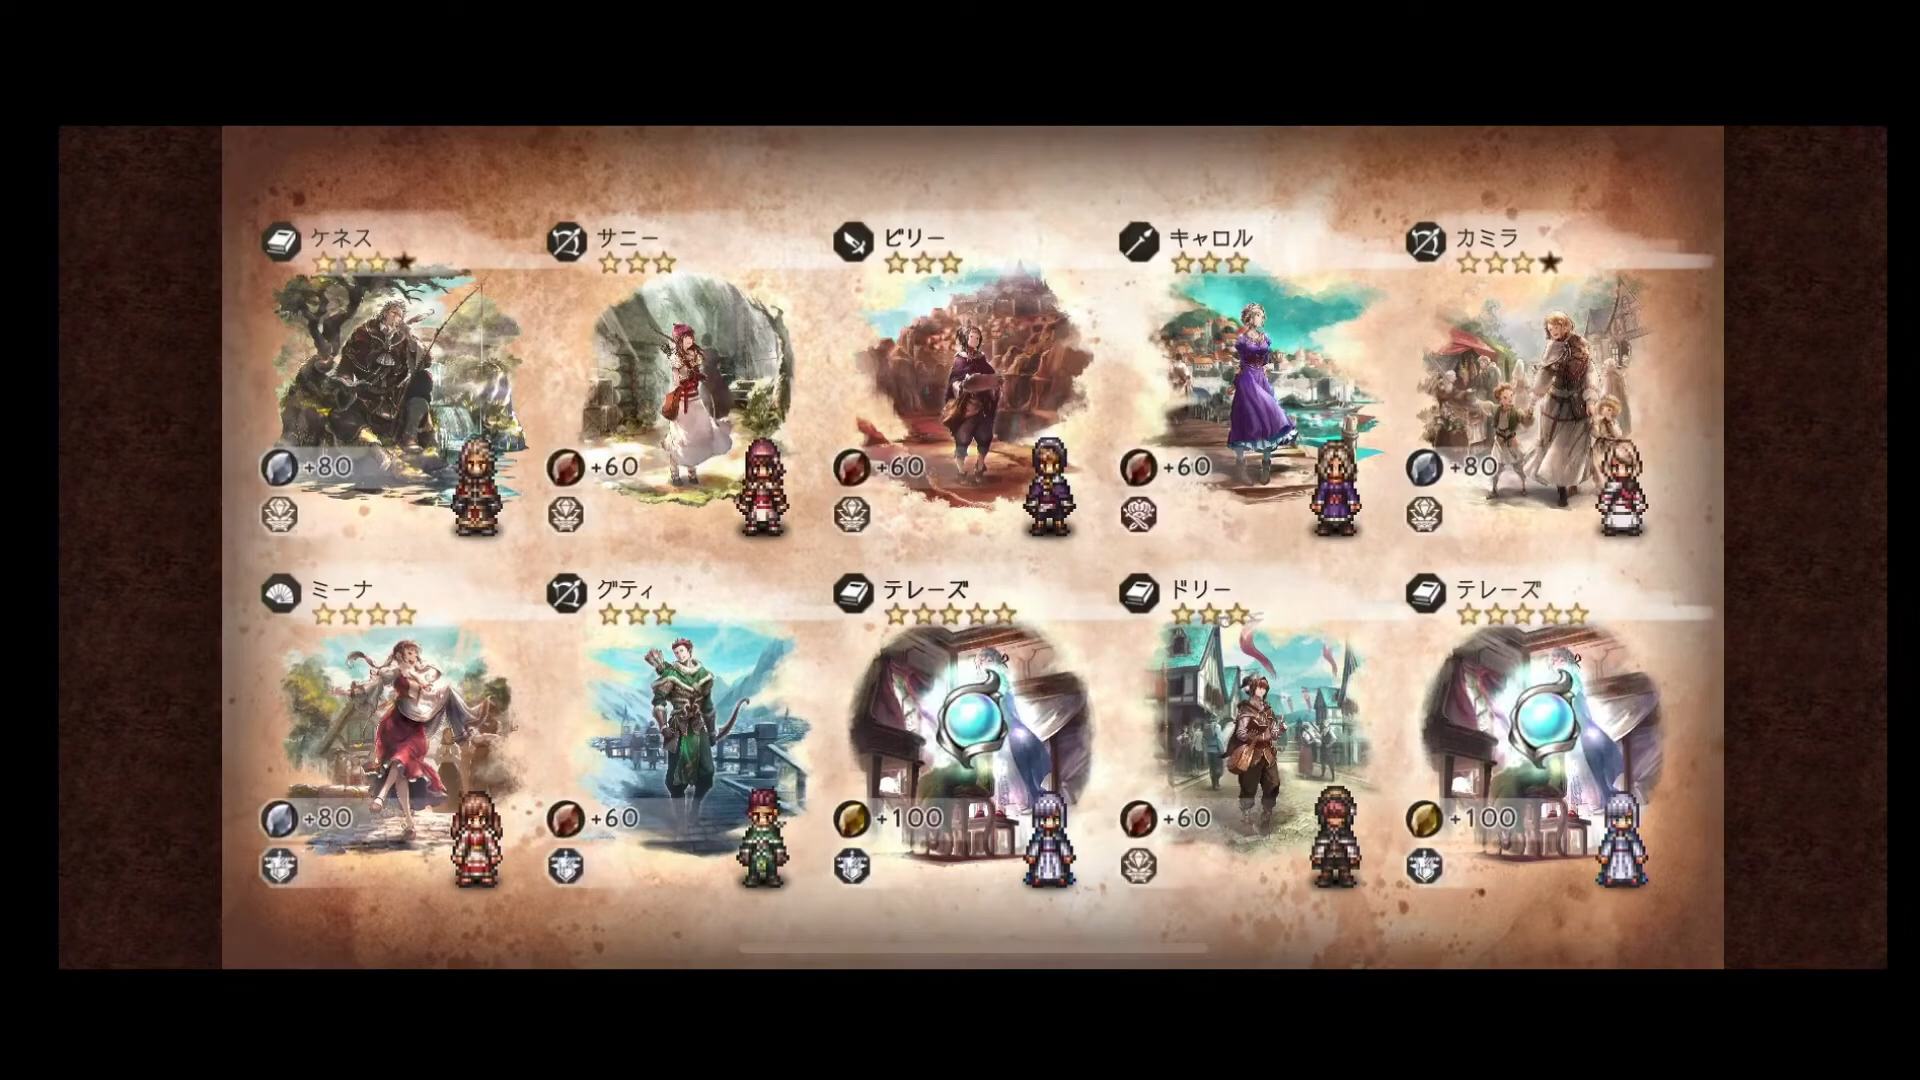 ケネス
サニー
ビリー
キャロル
カミラ
+80
+60
+60
+60
+80
ミーナ
グティ
テレーズ
ドリー
テレーズ
+80
+60
+100
+60
+100